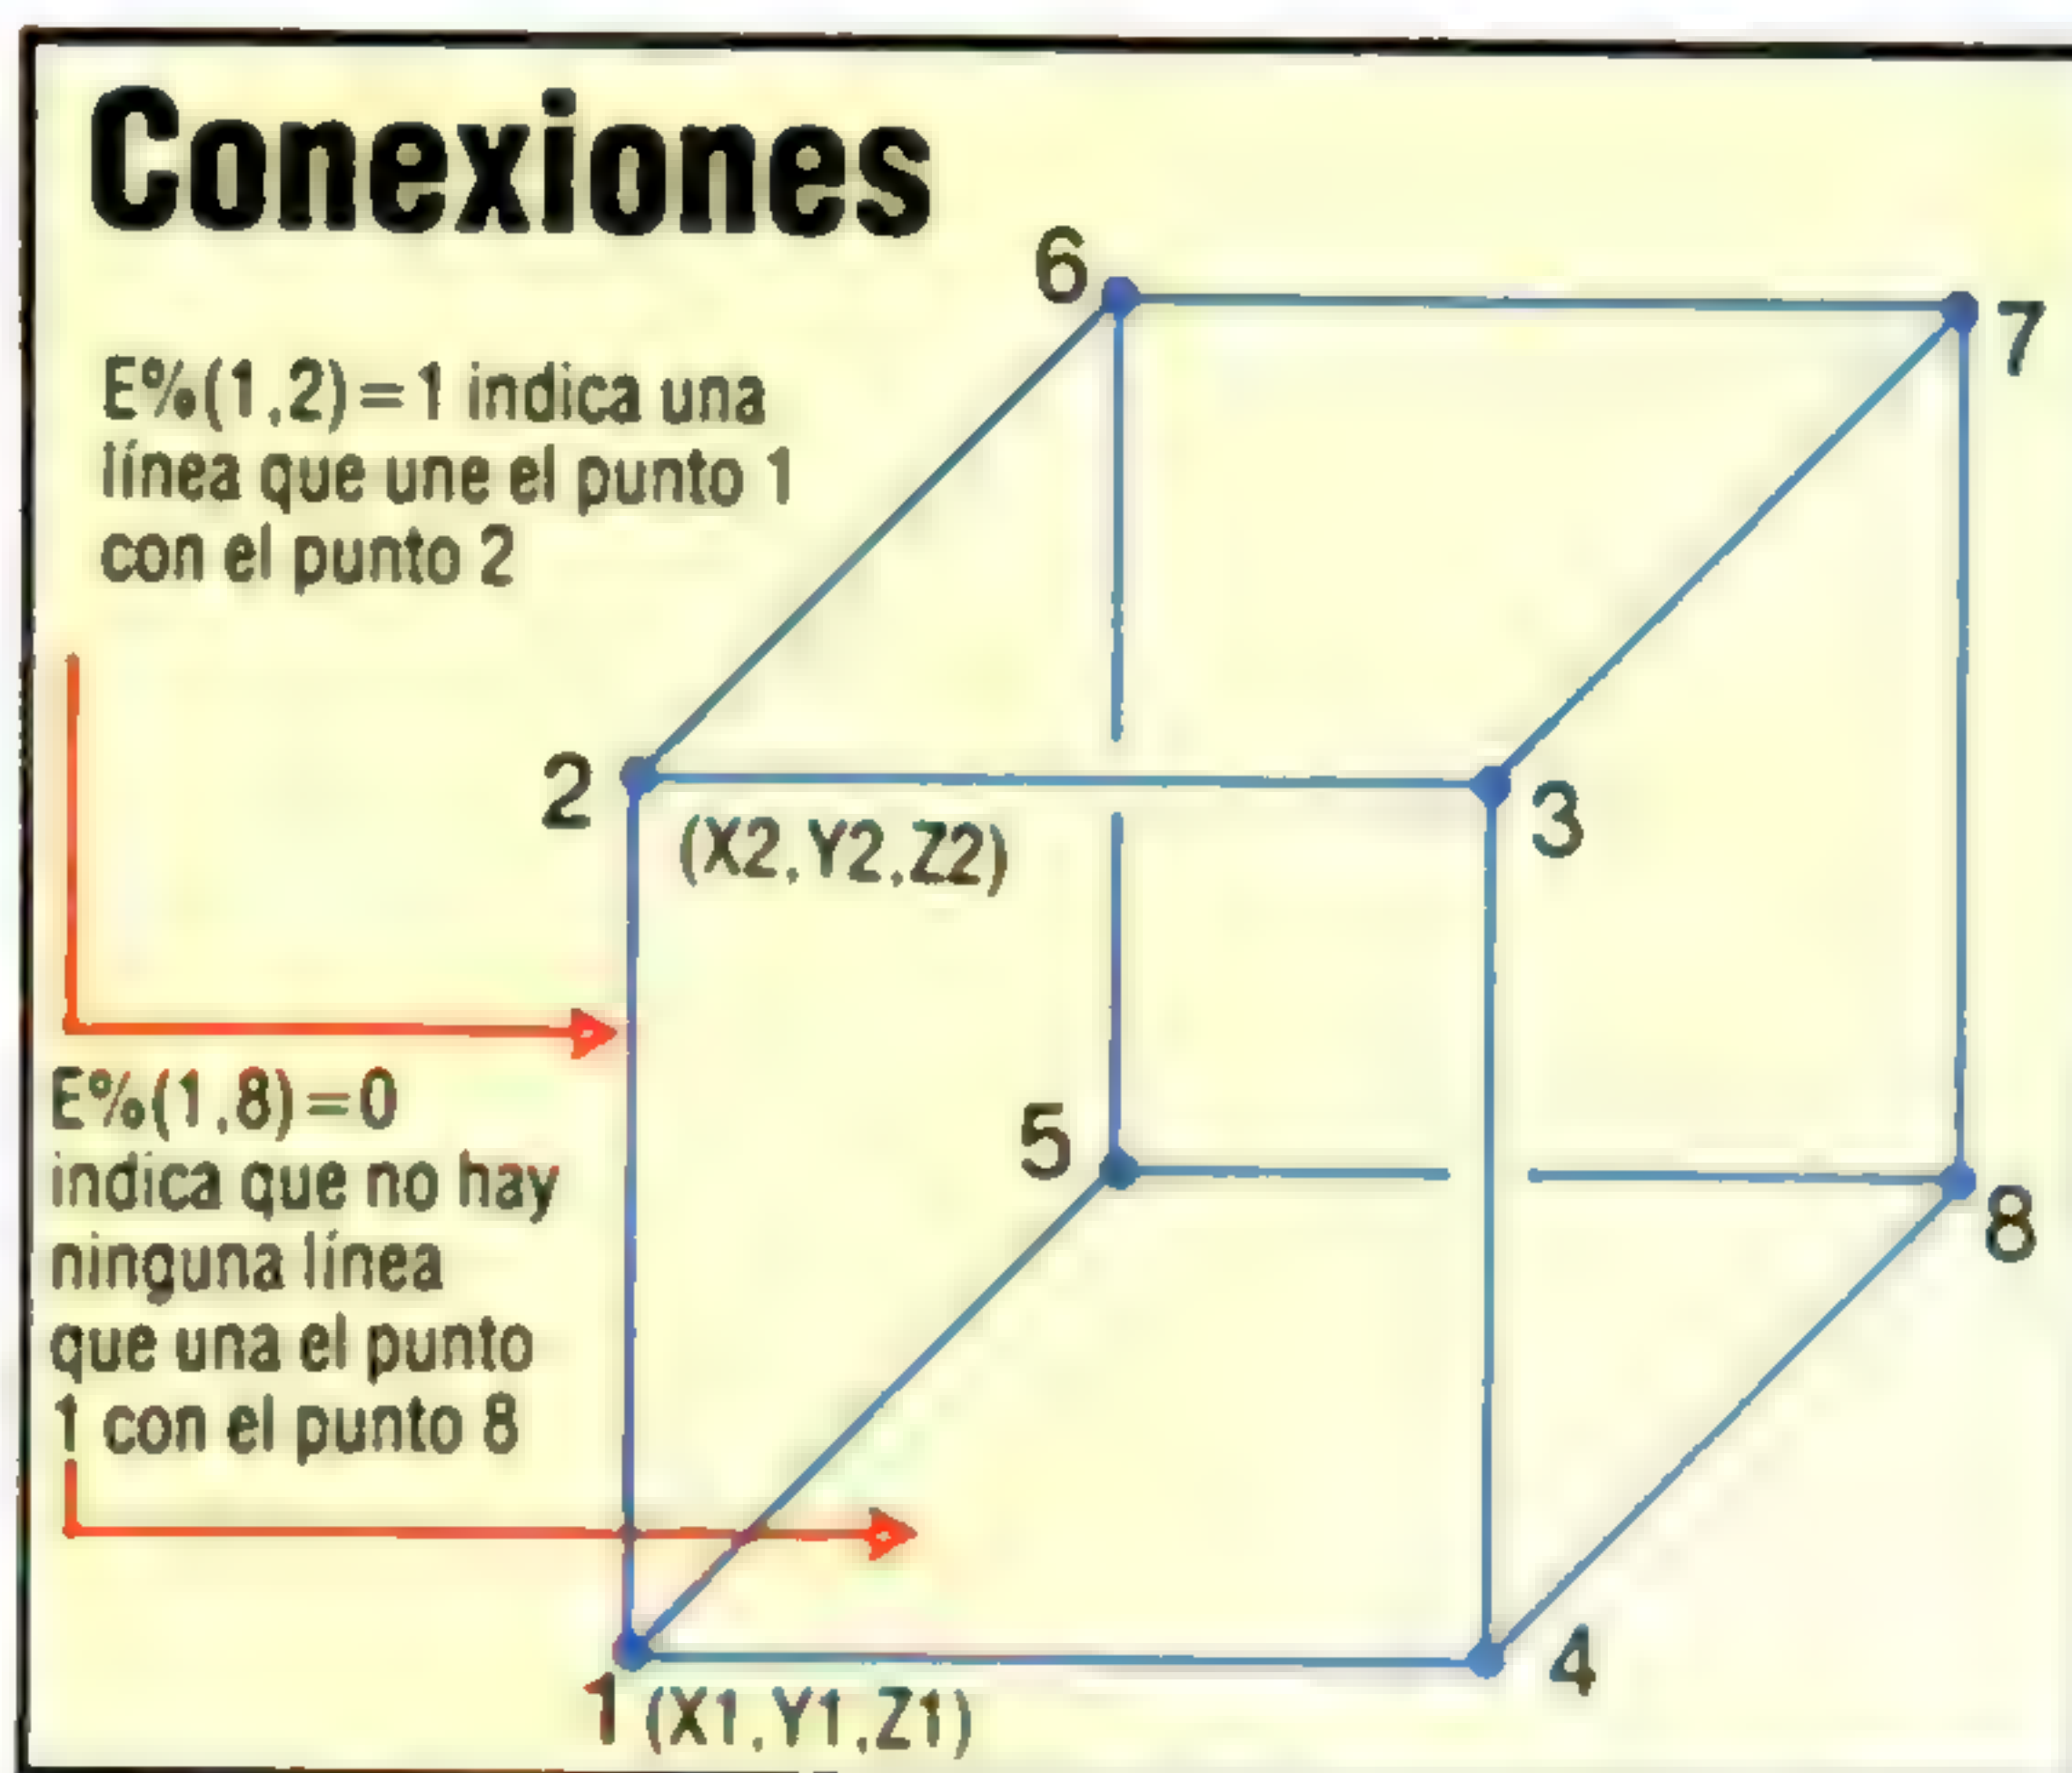 Conexiones
E%(1,2)=1 indica una
línea que une el punto 1
con el punto 2
6
7
2
(X2,Y2,Z2)
3
E%(1,8)=0
indica que no hay
ninguna línea
que una el punto
1 con el punto 8
5
8
1 (X1,Y1,Z1)
4